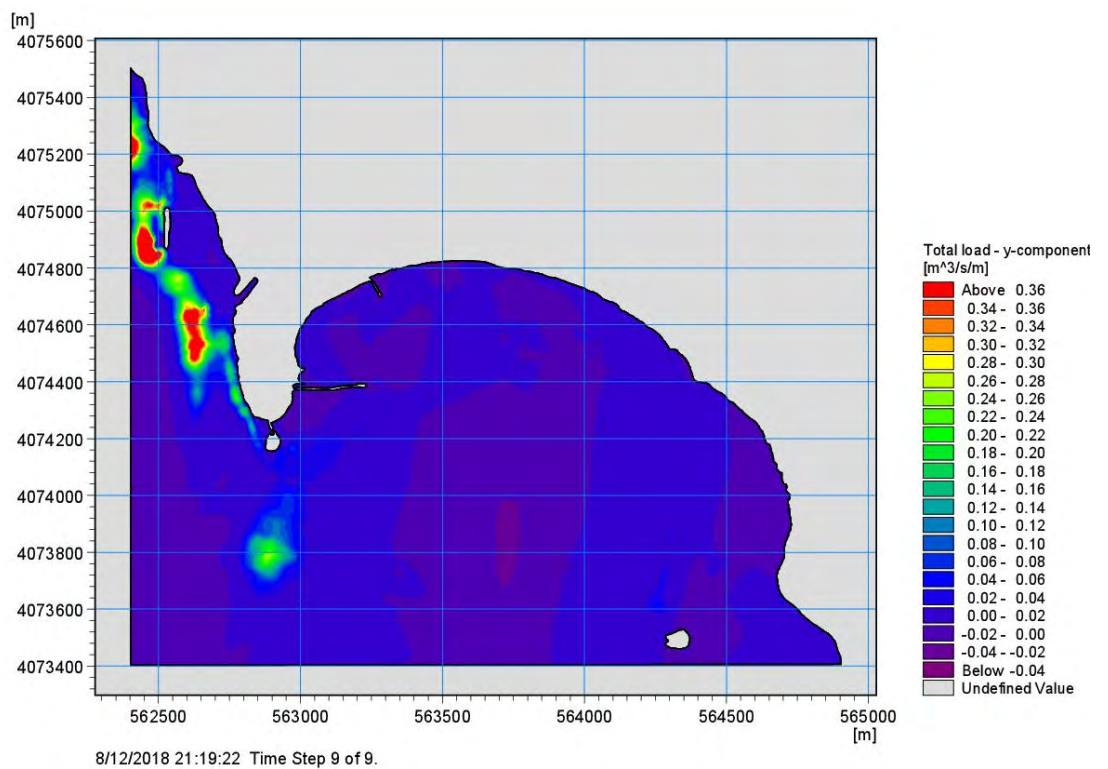 [m]
4075600
4075400
4075200
4075000
4074800
4074600
4074400
4074200
4074000
4073800
4073600
4073400
562500 563000 563500 564000 564500 565000
[m]
Total load - y-component
[m^3/s/m]
Above 0.36
0.34 - 0.36
0.32 - 0.34
0.30 - 0.32
0.28 - 0.30
0.26 - 0.28
0.24 - 0.26
0.22 - 0.24
0.20 - 0.22
0.18 - 0.20
0.16 - 0.18
0.14 - 0.16
0.12 - 0.14
0.10 - 0.12
0.08 - 0.10
0.06 - 0.08
0.04 - 0.06
0.02 - 0.04
0.00 - 0.02
-0.02 - 0.00
-0.04 - -0.02
Below -0.04
Undefined Value
8/12/2018 21:19:22 Time Step 9 of 9.